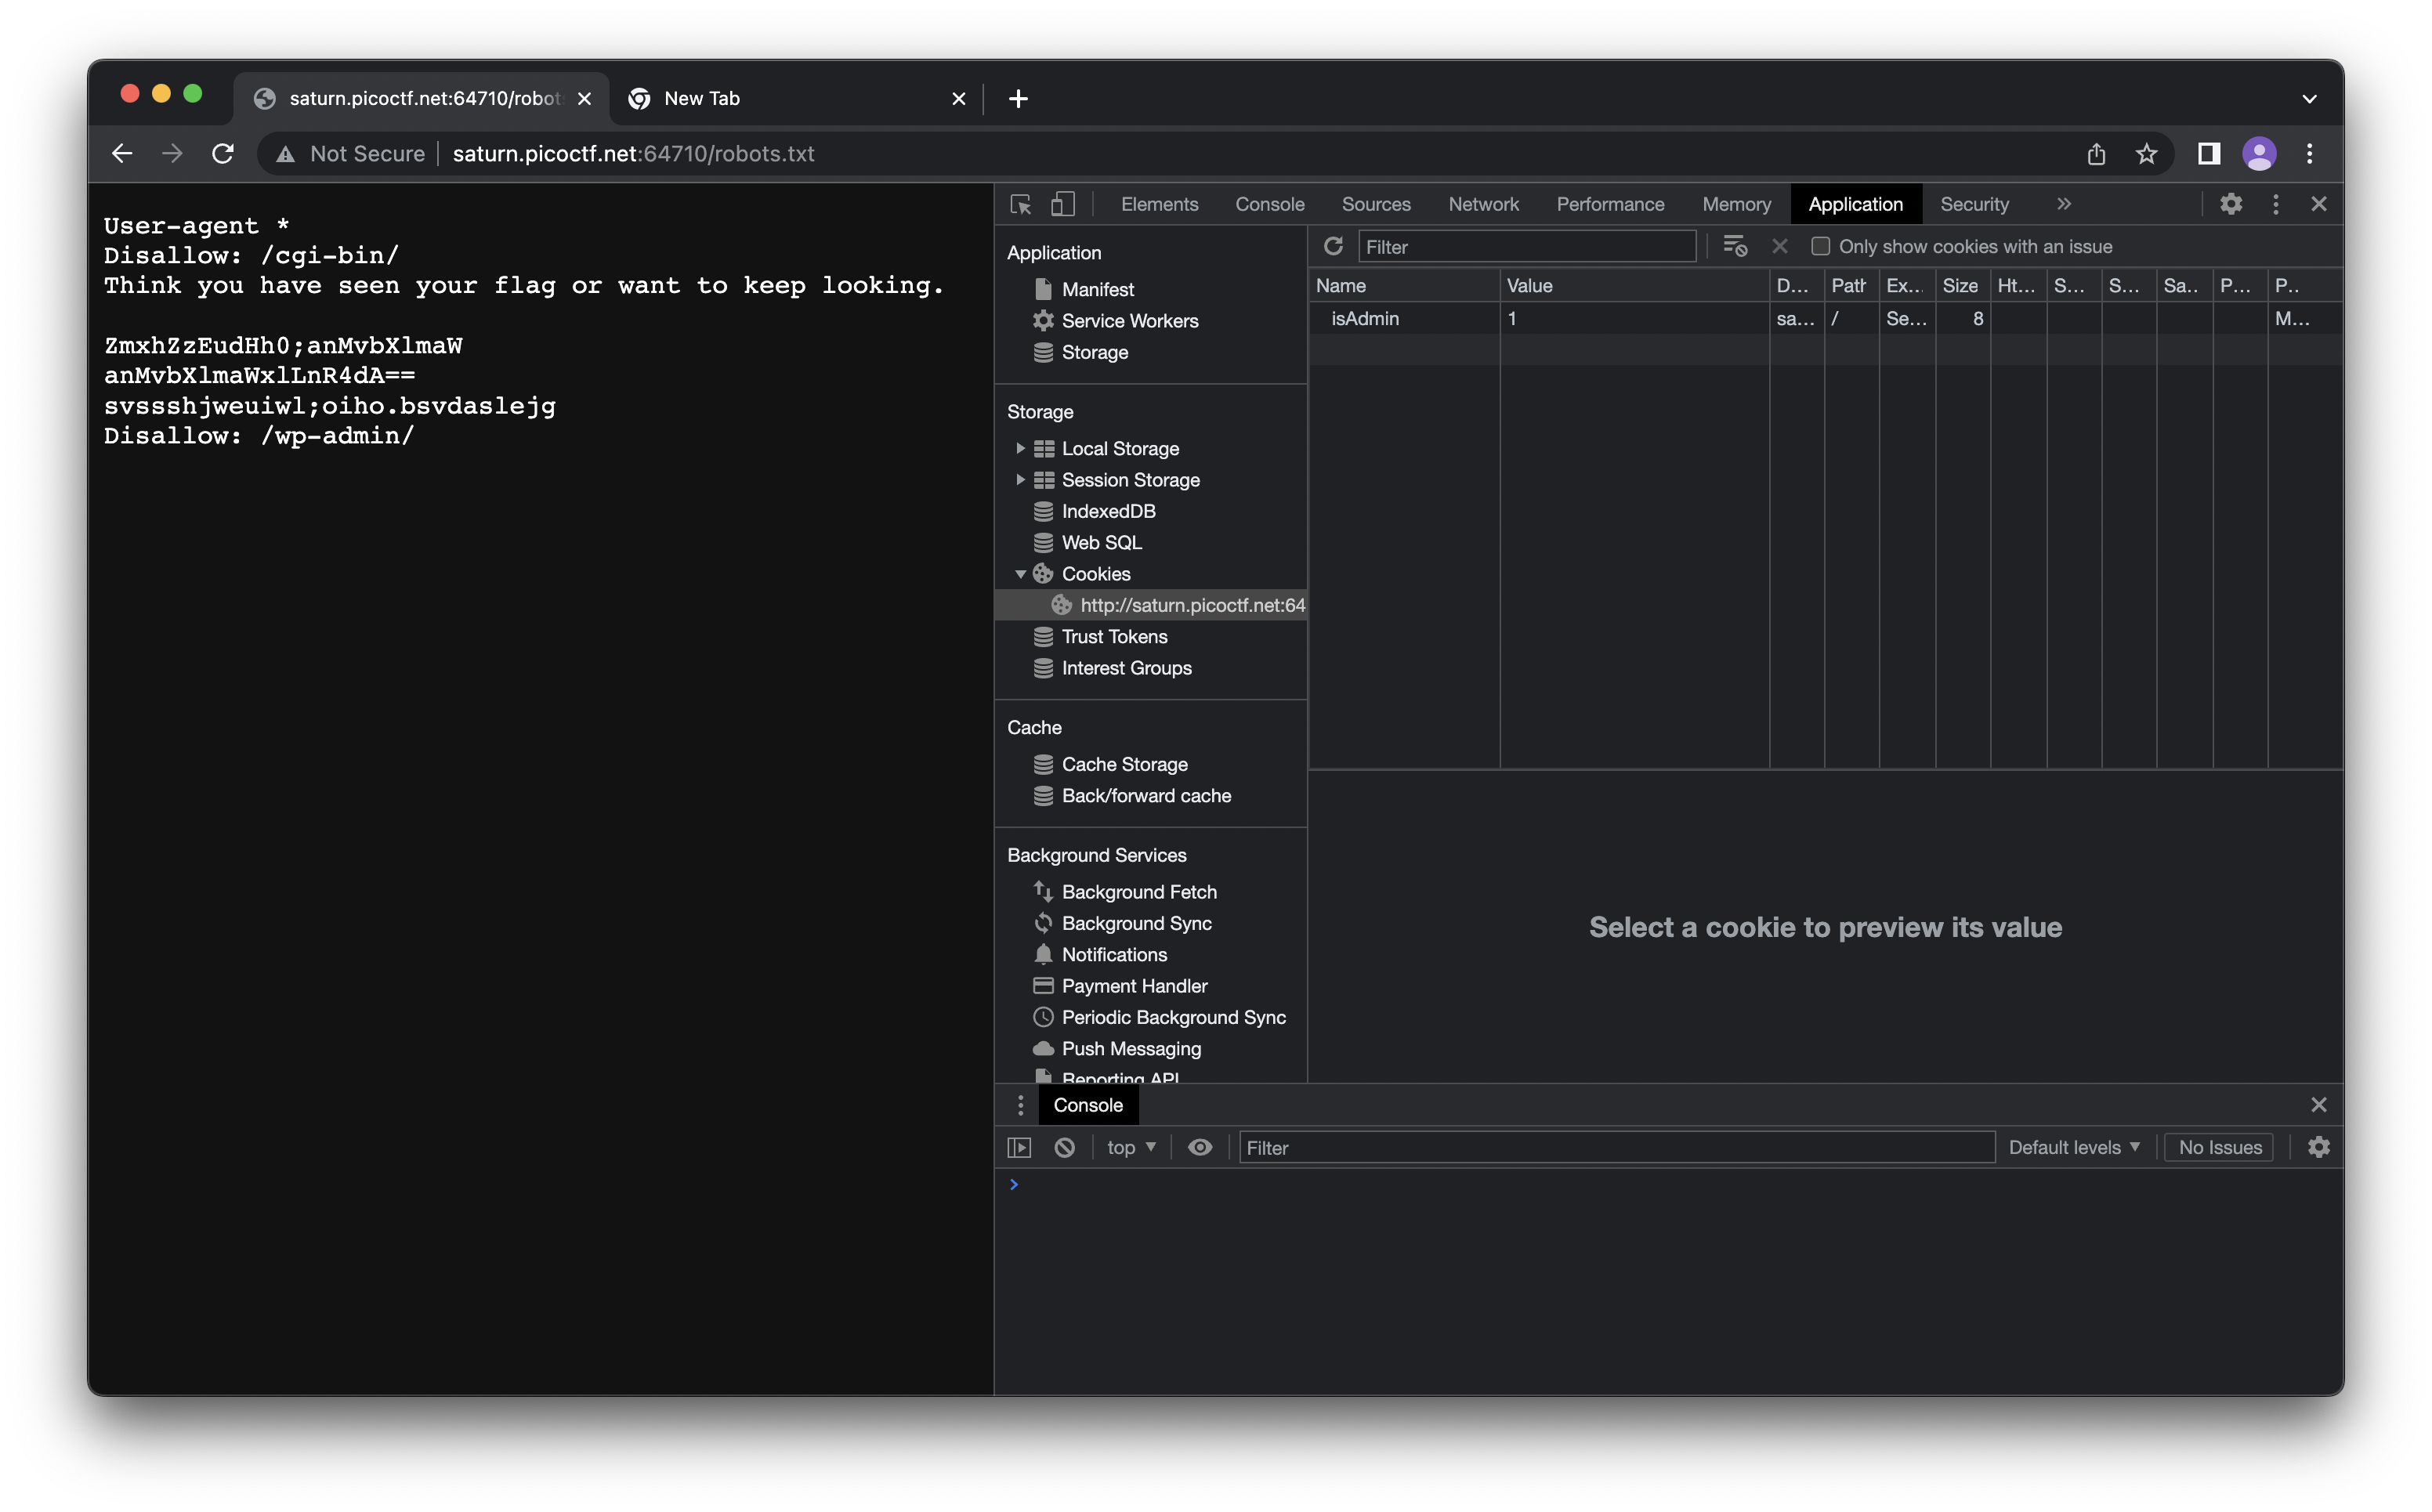 saturn.picoctf.net:64710/robot
New Tab
Not Secure
saturn.picoctf.net:64710/robots.txt
User-agent *
Disallow: /cgi-bin/
Think you have seen your flag or want to keep looking.
ZmxhZzEudHh0;anMvbXlmaW
anMvbXlmaWxlLnR4dA==
svssshjweuiwl;oiho.bsvdaslejg
Disallow: /wp-admin/
Elements Console Sources Network Performance Memory Application Security
Application
Manifest
Service Workers
Storage
Storage
Local Storage
Session Storage
IndexedDB
Web SQL
Cookies
http://saturn.picoctf.net:64
Trust Tokens
Interest Groups
Cache
Cache Storage
Back/forward cache
Background Services
Background Fetch
Background Sync
Notifications
Payment Handler
Periodic Background Sync
Push Messaging
Reporting API
Filter
Only show cookies with an issue
Name Value D... Path Ex... Size Ht... S... S... Sa.. P... P..
isAdmin 1 sa... / Se... 8 M...
Select a cookie to preview its value
Console
top Filter Default levels No Issues